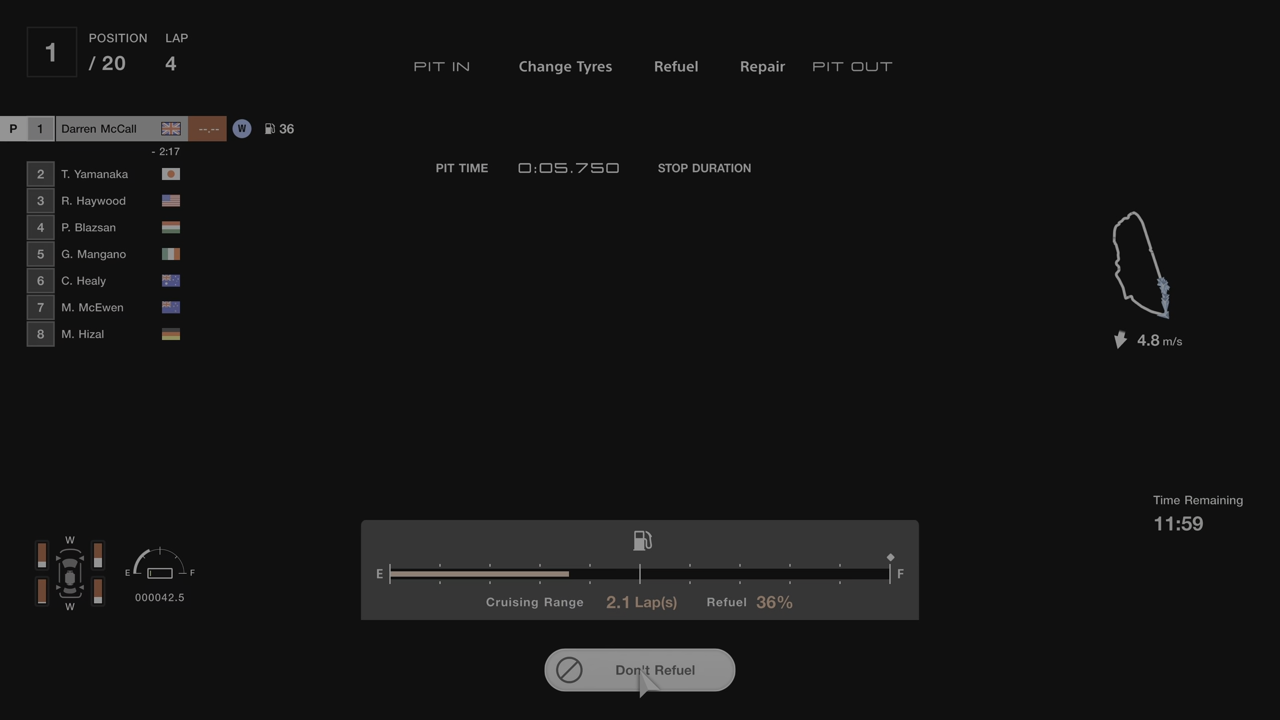 1
POSITION LAP
/ 20 4
PIT IN Change Tyres Refuel Repair PIT OUT
P 1 Darren McCall --.-- W 36
- 2:17
PIT TIME 0:05.750 STOP DURATION
2 T. Yamanaka
3 R. Haywood
4 P. Blazsan
5 G. Mangano
6 C. Healy
7 M. McEwen
8 M. Hizal
4.8 m/s
Time Remaining
11:59
W
E F
W
000042.5
E F
Cruising Range 2.1 Lap(s) Refuel 36%
Don't Refuel